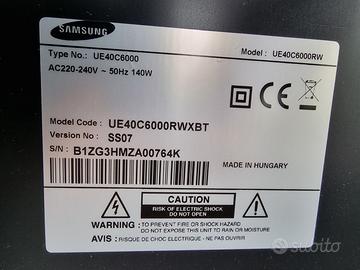 SAMSUNG
Type No.: UE40C6000 Model : UE40C6000RW
AC220-240V ~ 50Hz 140W
Model Code : UE40C6000RWXBT
Version No : SS07
S/N : B1ZG3HMZA00764K
MADE IN HUNGARY
CAUTION
RISK OF ELECTRIC SHOCK
DO NOT OPEN
WARNING : TO PREVENT FIRE OR SHOCK HAZARD
DO NOT EXPOSE TO RAIN OR MOISTURE.
AVIS : RISQUE DE CHOC ELECTRIQUE - NE PAS OUVRIR
subito